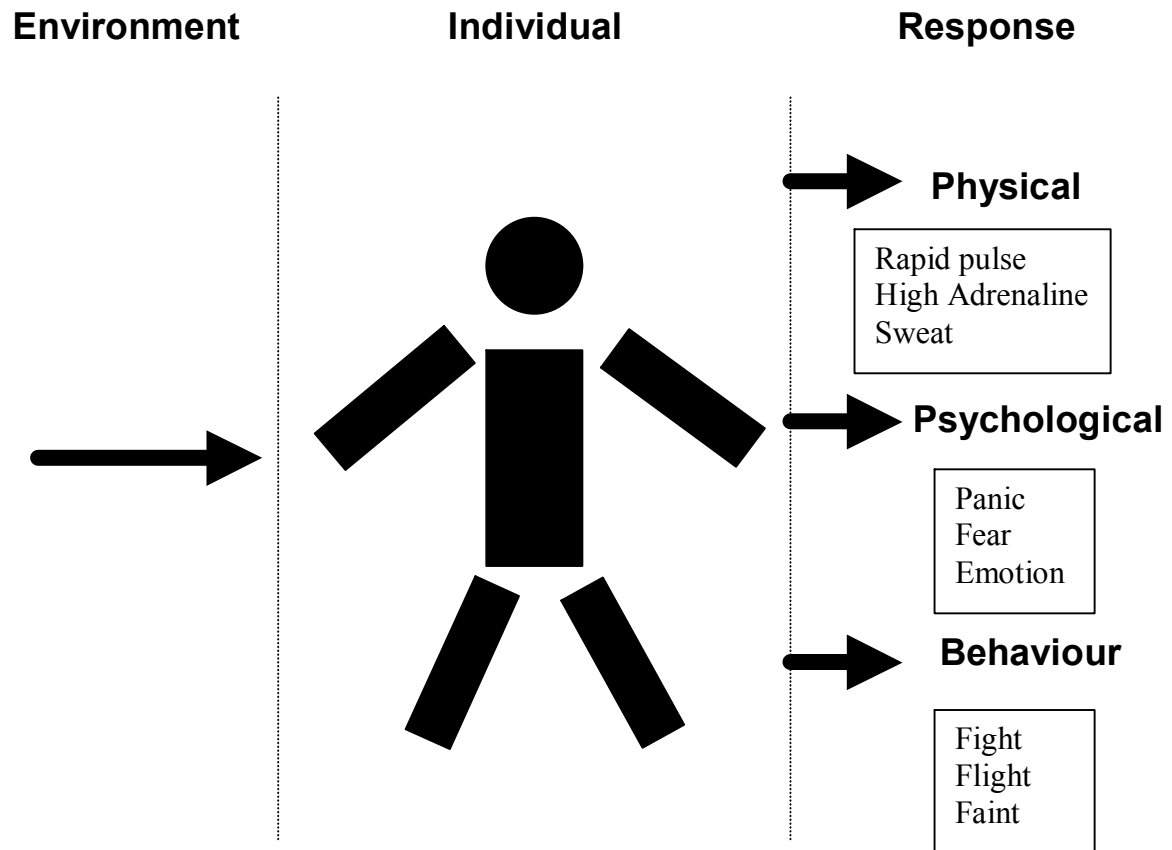 Environment
Individual
Response
Physical
Rapid pulse
High Adrenaline
Sweat
Psychological
Panic
Fear
Emotion
Behaviour
Fight
Flight
Faint